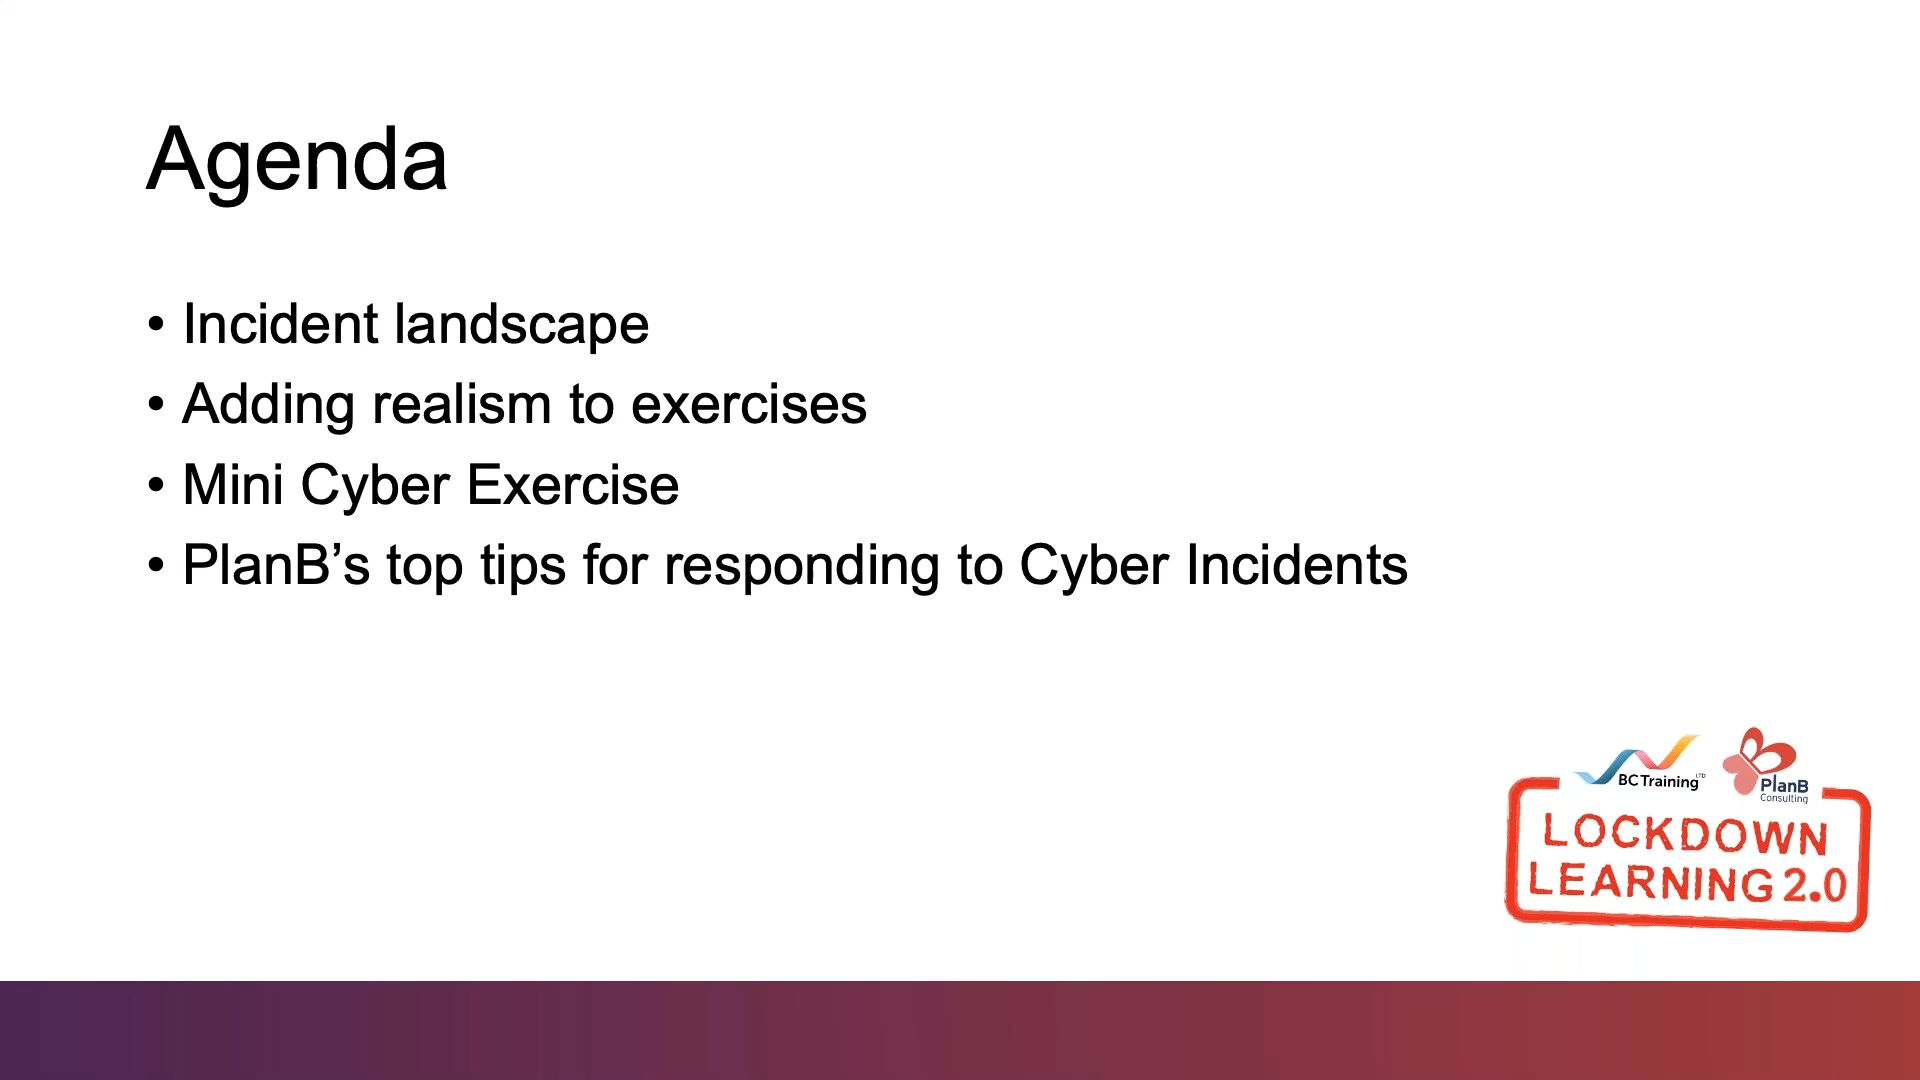 Agenda
• Incident landscape
• Adding realism to exercises
• Mini Cyber Exercise
• PlanB’s top tips for responding to Cyber Incidents
BC Training LTD
PlanB
Consulting
LOCKDOWN
LEARNING 2.0